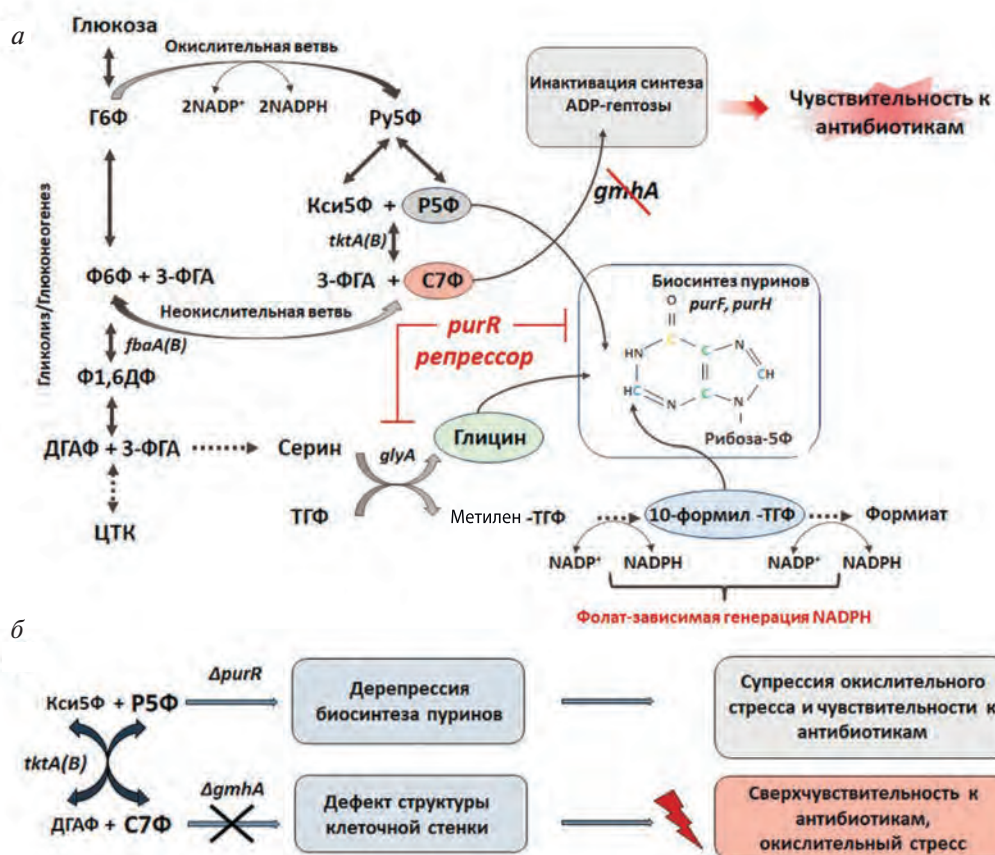 а
Глюкоза
Окислительная ветвь
2NADP⁺ 2NADPH
Г6Ф
Ру5Ф
Инактивация синтеза
ADP-гептозы
Чувствительность к
антибиотикам
gmhA
Кси5Ф + Р5Ф
tktA(B)
3-ФГА + С7Ф
Гликолиз/Глюконеогенез
Ф6Ф + 3-ФГА
Неокислительная ветвь
fbaA(B)
Ф1,6ДФ
purR
репрессор
Биосинтез пуринов
purF, purH
O
HN
C
C
N
HC
CH
N
C
N
Рибоза-5Ф
ДГАФ + 3-ФГА
Серин
glyA
Глицин
ЦТК
ТГФ
Метилен -ТГФ
10-формил -ТГФ
Формиат
NADP⁺ NADPH
NADP⁺ NADPH
Фолат-зависимая генерация NADPH
б
Кси5Ф + Р5Ф
ΔpurR
Дерепрессия
биосинтеза пуринов
Супрессия окислительного
стресса и чувствительности к
антибиотикам
tktA(B)
ДГАФ + С7Ф
ΔgmhA
Дефект структуры
клеточной стенки
Сверхчувствительность к
антибиотикам,
окислительный стресс